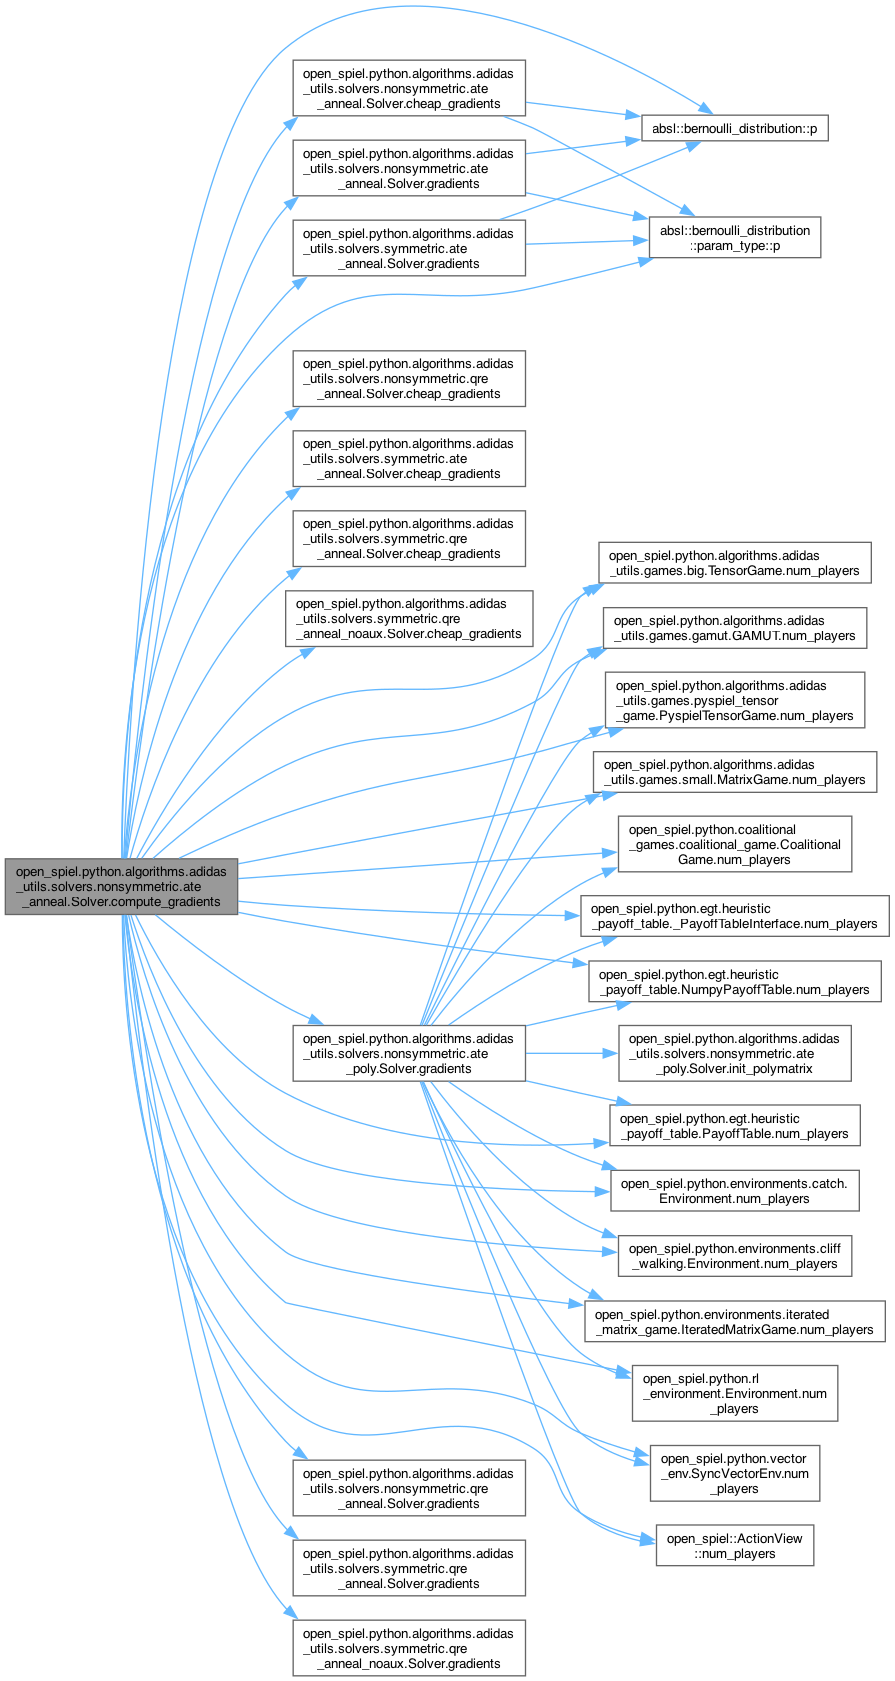 open_spiel.python.algorithms.adidas
_utils.solvers.nonsymmetric.ate
_anneal.Solver.compute_gradients
open_spiel.python.algorithms.adidas
_utils.solvers.nonsymmetric.ate
_anneal.Solver.cheap_gradients
open_spiel.python.algorithms.adidas
_utils.solvers.nonsymmetric.ate
_anneal.Solver.gradients
open_spiel.python.algorithms.adidas
_utils.solvers.symmetric.ate
_anneal.Solver.gradients
open_spiel.python.algorithms.adidas
_utils.solvers.nonsymmetric.qre
_anneal.Solver.cheap_gradients
open_spiel.python.algorithms.adidas
_utils.solvers.symmetric.ate
_anneal.Solver.cheap_gradients
open_spiel.python.algorithms.adidas
_utils.solvers.symmetric.qre
_anneal.Solver.cheap_gradients
open_spiel.python.algorithms.adidas
_utils.solvers.symmetric.qre
_anneal_noaux.Solver.cheap_gradients
open_spiel.python.algorithms.adidas
_utils.solvers.nonsymmetric.ate
_poly.Solver.gradients
open_spiel.python.algorithms.adidas
_utils.solvers.nonsymmetric.qre
_anneal.Solver.gradients
open_spiel.python.algorithms.adidas
_utils.solvers.symmetric.qre
_anneal.Solver.gradients
open_spiel.python.algorithms.adidas
_utils.solvers.symmetric.qre
_anneal_noaux.Solver.gradients
absl::bernoulli_distribution::p
absl::bernoulli_distribution
::param_type::p
open_spiel.python.algorithms.adidas
_utils.games.big.TensorGame.num_players
open_spiel.python.algorithms.adidas
_utils.games.gamut.GAMUT.num_players
open_spiel.python.algorithms.adidas
_utils.games.pyspiel_tensor
_game.PyspielTensorGame.num_players
open_spiel.python.algorithms.adidas
_utils.games.small.MatrixGame.num_players
open_spiel.python.coalitional
_games.coalitional_game.Coalitional
Game.num_players
open_spiel.python.egt.heuristic
_payoff_table._PayoffTableInterface.num_players
open_spiel.python.egt.heuristic
_payoff_table.NumpyPayoffTable.num_players
open_spiel.python.algorithms.adidas
_utils.solvers.nonsymmetric.ate
_poly.Solver.init_polymatrix
open_spiel.python.egt.heuristic
_payoff_table.PayoffTable.num_players
open_spiel.python.environments.catch.
Environment.num_players
open_spiel.python.environments.cliff
_walking.Environment.num_players
open_spiel.python.environments.iterated
_matrix_game.IteratedMatrixGame.num_players
open_spiel.python.rl
_environment.Environment.num
_players
open_spiel.python.vector
_env.SyncVectorEnv.num
_players
open_spiel::ActionView
::num_players